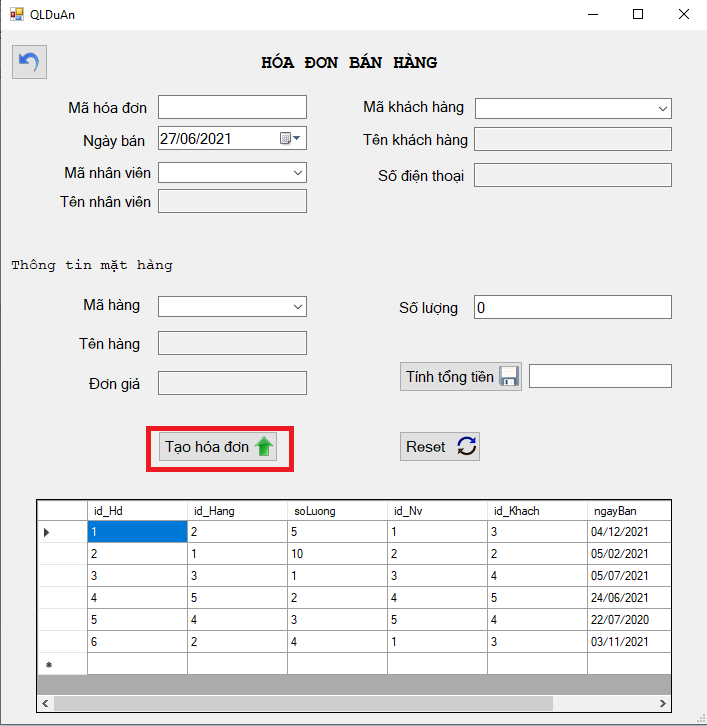 QLDuAn
HÓA ĐƠN BÁN HÀNG
Mã hóa đơn
Mã khách hàng
Ngày bán 27/06/2021
Tên khách hàng
Mã nhân viên
Số điện thoại
Tên nhân viên
Thông tin mặt hàng
Mã hàng
Số lượng 0
Tên hàng
Đơn giá
Tính tổng tiền
Tạo hóa đơn
Reset
id_Hd id_Hang soLuong id_Nv id_Khach ngayBan
1 2 5 1 3 04/12/2021
2 1 10 2 2 05/02/2021
3 3 1 3 4 05/07/2021
4 5 2 4 5 24/06/2021
5 4 3 5 4 22/07/2020
6 2 4 1 3 03/11/2021